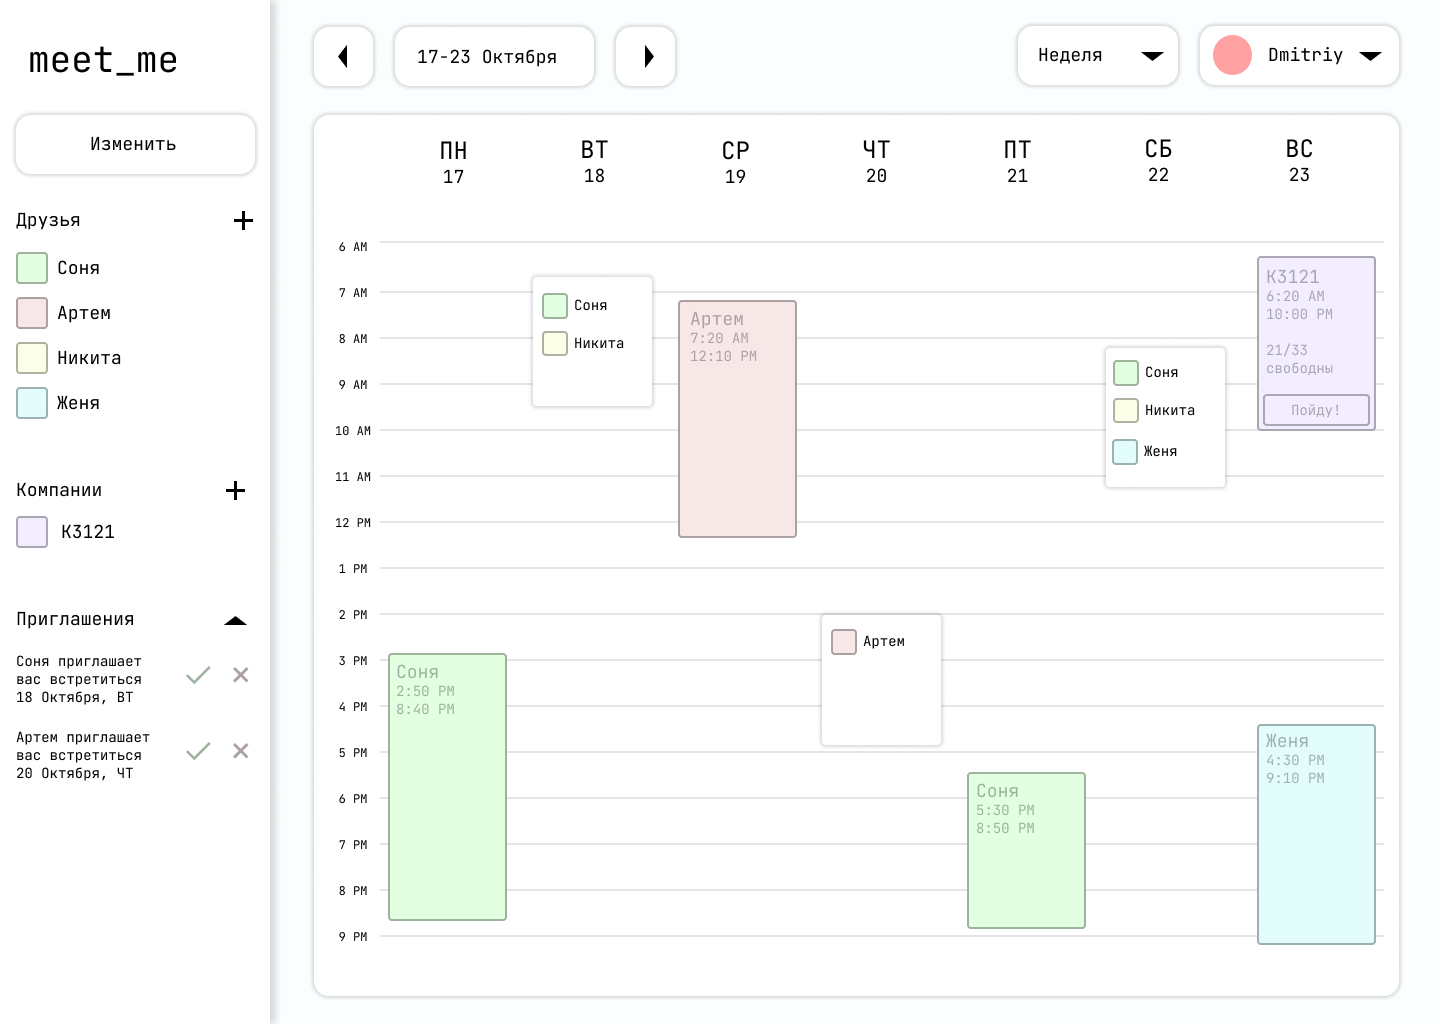 meet_me
Изменить
Друзья
Соня
Артем
Никита
Женя
Компании
К3121
Приглашения
Соня приглашает
вас встретиться
18 Октября, ВТ
Артем приглашает
вас встретиться
20 Октября, ЧТ
17-23 Октября
Неделя
Dmitriy
ПН
17
ВТ
18
СР
19
ЧТ
20
ПТ
21
СБ
22
ВС
23
6 AM
7 AM
8 AM
9 AM
10 AM
11 AM
12 PM
1 PM
2 PM
3 PM
4 PM
5 PM
6 PM
7 PM
8 PM
9 PM
Соня
2:50 PM
8:40 PM
Соня
Никита
Артем
7:20 AM
12:10 PM
Артем
Соня
5:30 PM
8:50 PM
Соня
Никита
Женя
К3121
6:20 AM
10:00 PM
21/33
свободны
Пойду!
Женя
4:30 PM
9:10 PM